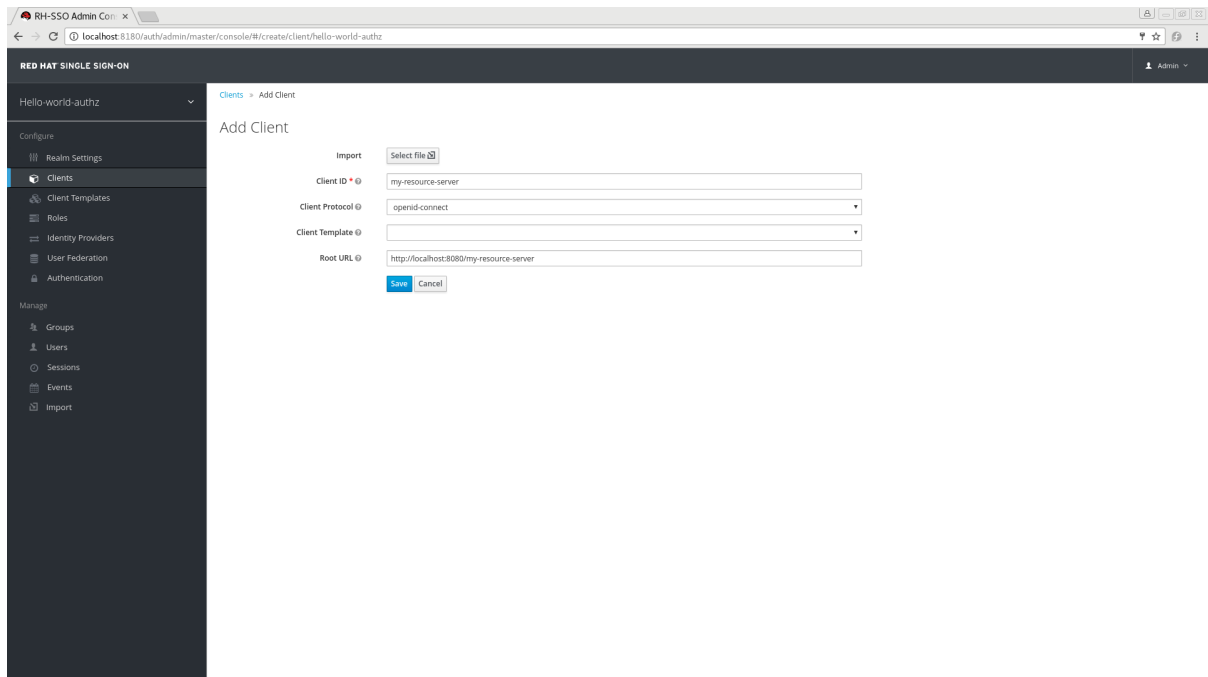 RH-SSO Admin Con ×
localhost:8180/auth/admin/master/console/#/create/client/hello-world-authz
RED HAT SINGLE SIGN-ON
Admin
Hello-world-authz
Clients » Add Client
Add Client
Configure
Realm Settings
Clients
Client Templates
Roles
Identity Providers
User Federation
Authentication
Manage
Groups
Users
Sessions
Events
Import
Import Select file
Client ID * my-resource-server
Client Protocol openid-connect
Client Template
Root URL http://localhost:8080/my-resource-server
Save Cancel